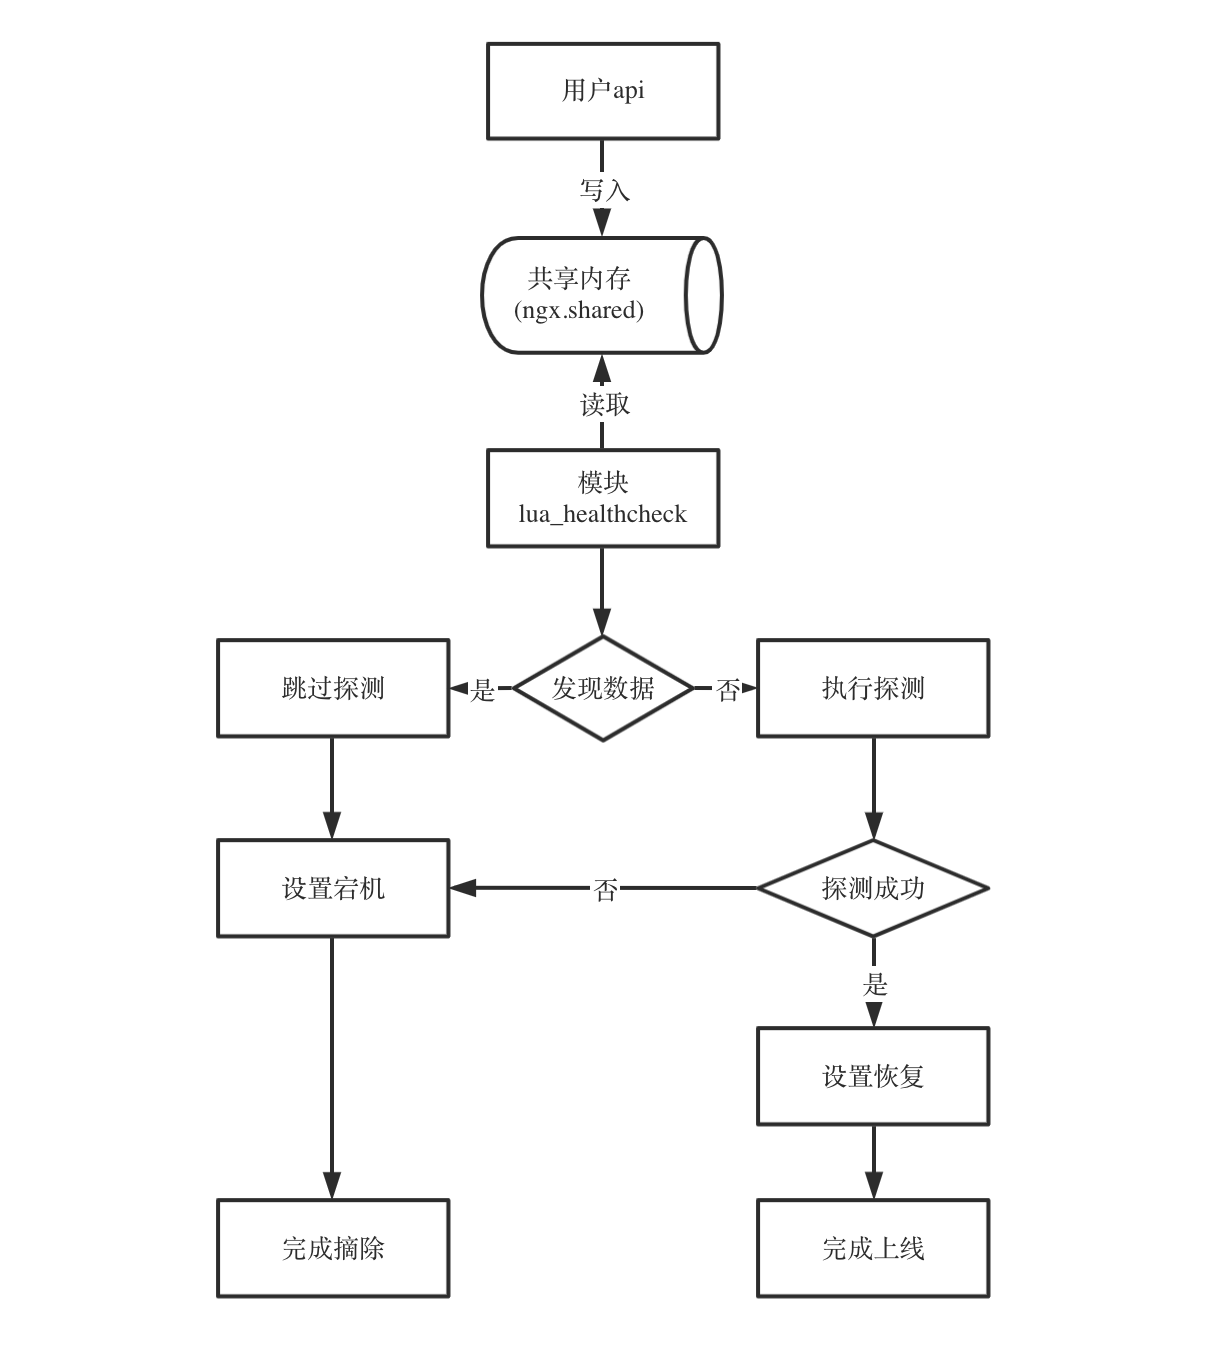 用户api
写入
共享内存
(ngx.shared)
读取
模块
lua_healthcheck
跳过探测
是
发现数据
否
执行探测
设置宕机
否
探测成功
是
设置恢复
完成摘除
完成上线